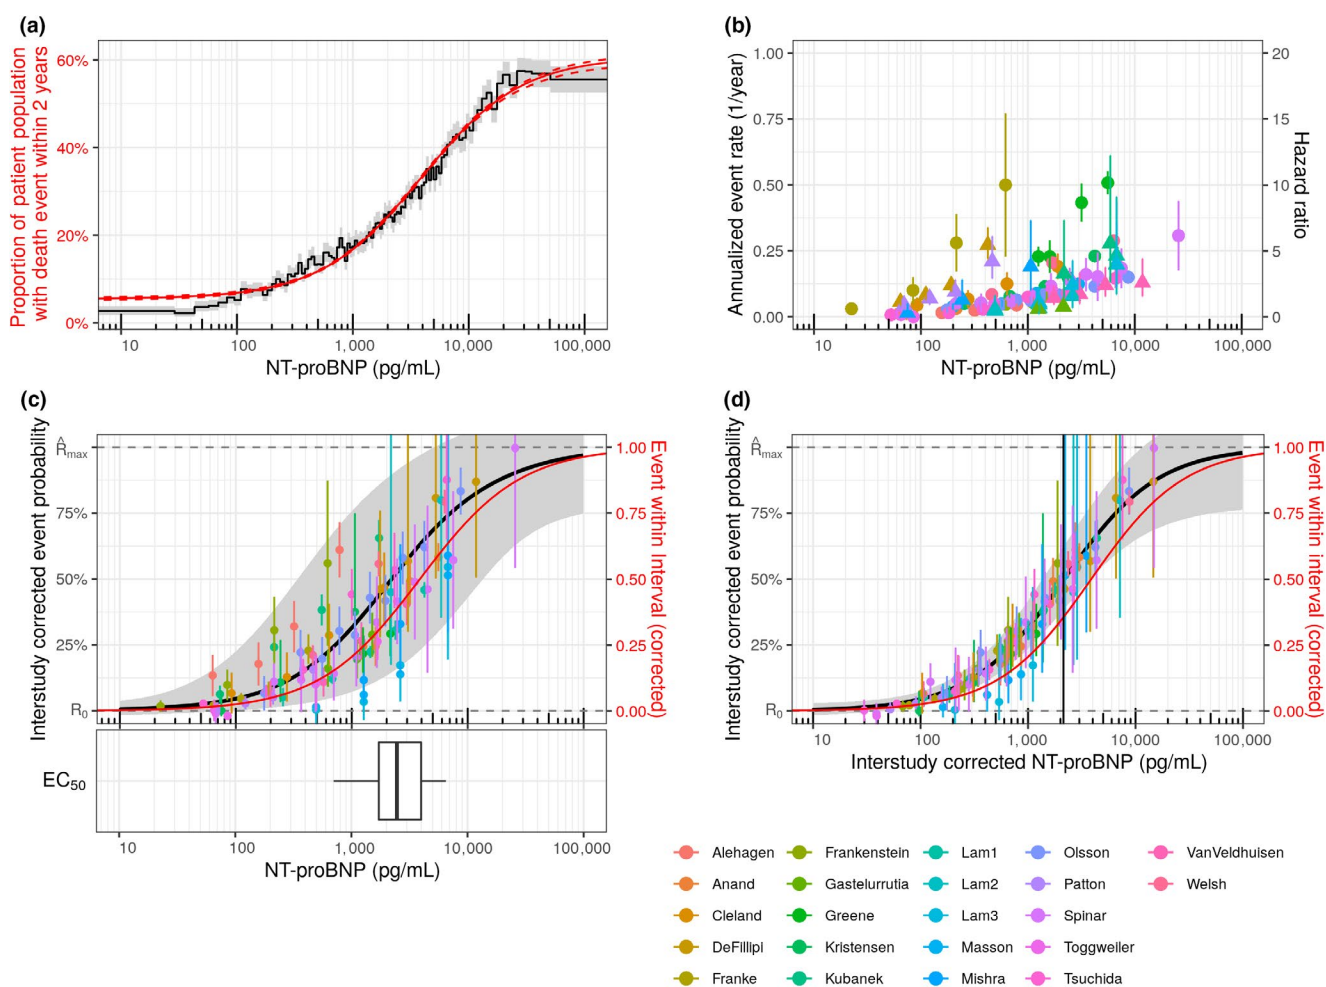 (a)
Proportion of patient population
with death event within 2 years
60%
40%
20%
0%
10
100
1,000
10,000
100,000
NT-proBNP (pg/mL)
(b)
Annualized event rate (1/year)
1.00
0.75
0.50
0.25
0.00
20
15
10
5
0
Hazard ratio
10
100
1,000
10,000
100,000
NT-proBNP (pg/mL)
(c)
Interstudy corrected event probability
R̂max
75%
50%
25%
R0
1.00
0.75
0.50
0.25
0.00
Event within Interval (corrected)
EC50
10
100
1,000
10,000
100,000
NT-proBNP (pg/mL)
(d)
Interstudy corrected event probability
R̂max
75%
50%
25%
R0
1.00
0.75
0.50
0.25
0.00
Event within Interval (corrected)
10
100
1,000
10,000
100,000
Interstudy corrected NT-proBNP (pg/mL)
Alehagen
Anand
Cleland
DeFillipi
Franke
Frankenstein
Gastelurrutia
Greene
Kristensen
Kubanek
Lam1
Lam2
Lam3
Masson
Mishra
Olsson
Patton
Spinar
Toggweiler
Tsuchida
VanVeldhuisen
Welsh